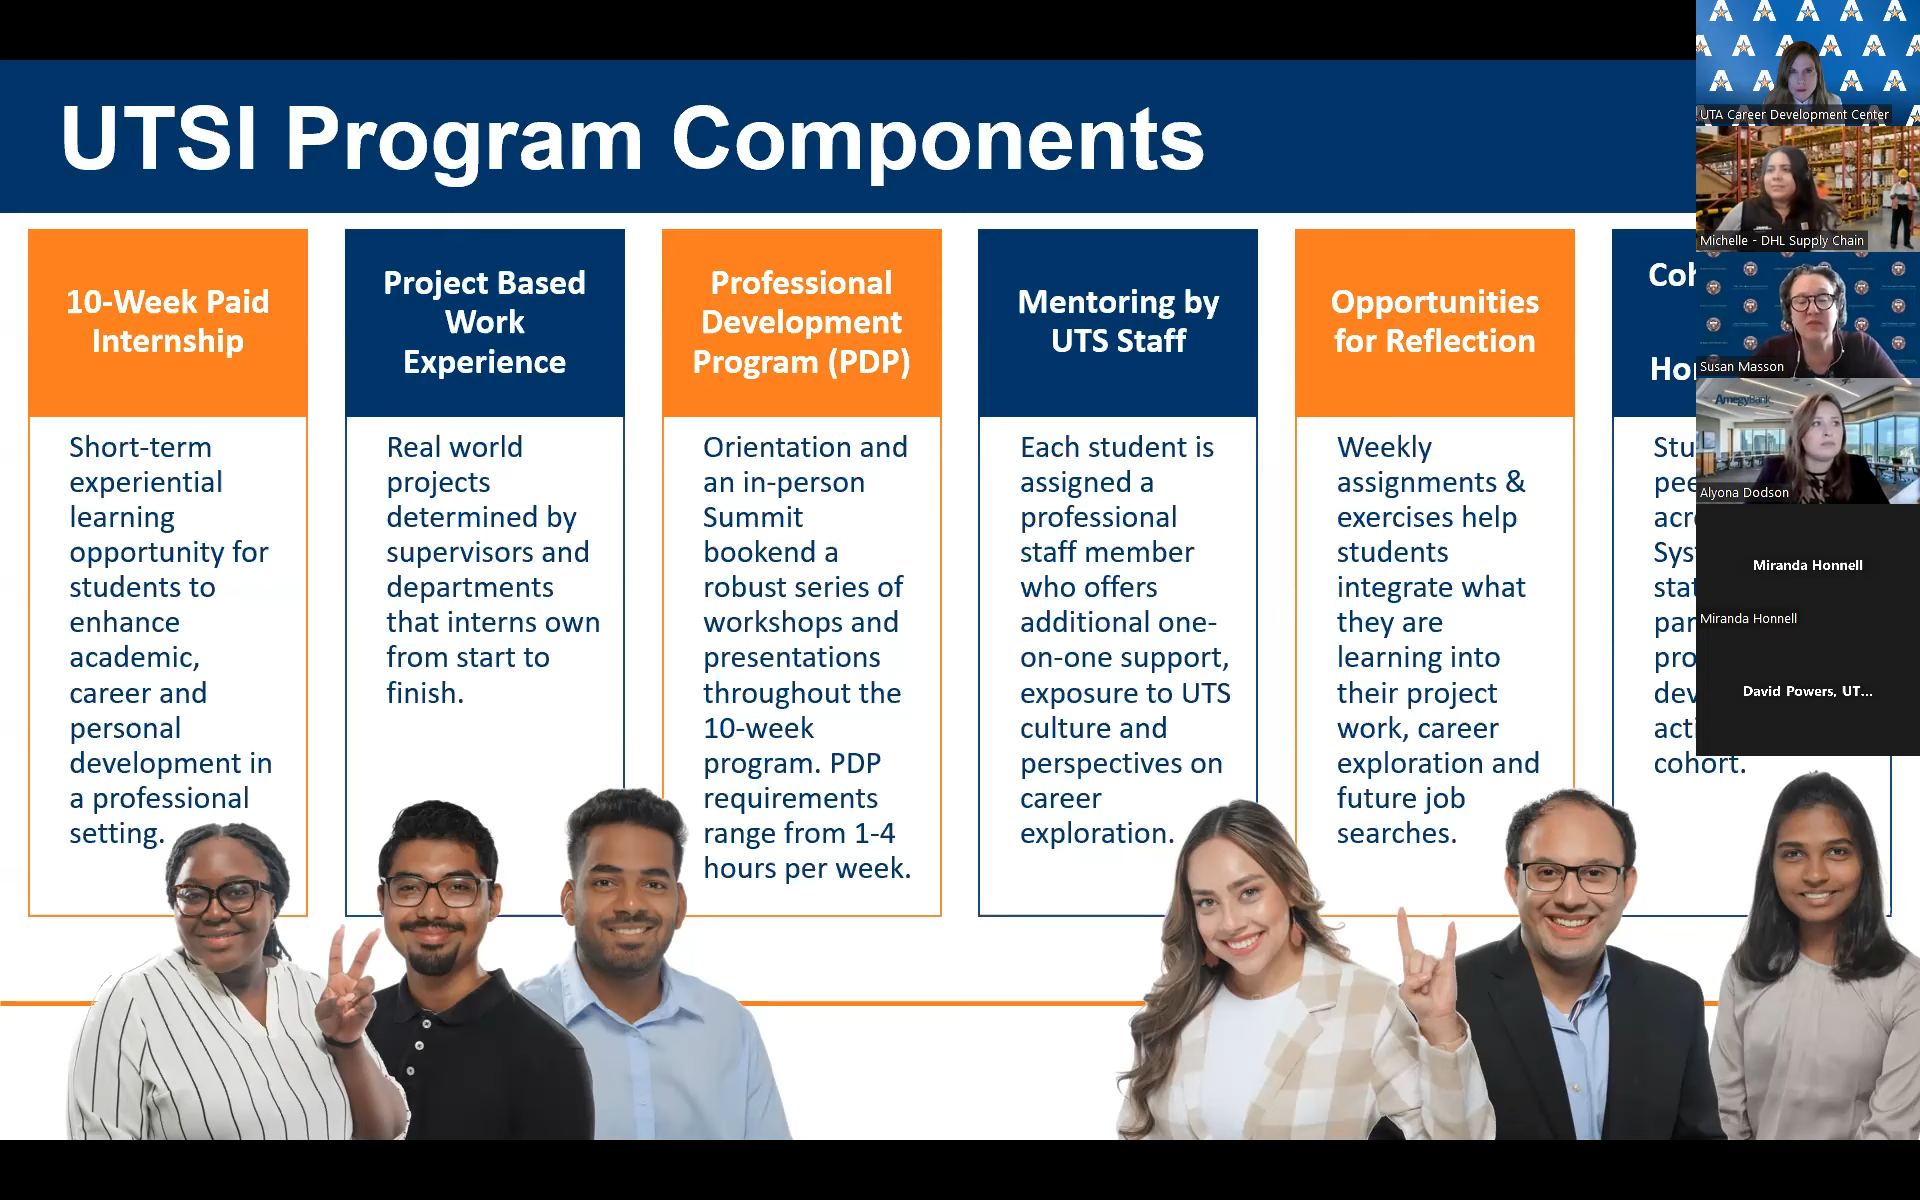 UTSI Program Components
10-Week Paid
Internship
Short-term
experiential
learning
opportunity for
students to
enhance
academic,
career and
personal
development in
a professional
setting.
Project Based
Work
Experience
Real world
projects
determined by
supervisors and
departments
that interns own
from start to
finish.
Professional
Development
Program (PDP)
Orientation and
an in-person
Summit
bookend a
robust series of
workshops and
presentations
throughout the
10-week
program. PDP
requirements
range from 1-4
hours per week.
Mentoring by
UTS Staff
Each student is
assigned a
professional
staff member
who offers
additional one-
on-one support,
exposure to UTS
culture and
perspectives on
career
exploration.
Opportunities
for Reflection
Weekly
assignments &
exercises help
students
integrate what
they are
learning into
their project
work, career
exploration and
future job
searches.
cohort.
UTA Career Development Center
Michelle - DHL Supply Chain
Susan Masson
AmegyBank
Alyona Dodson
Miranda Honnell
Miranda Honnell
David Powers, UT...